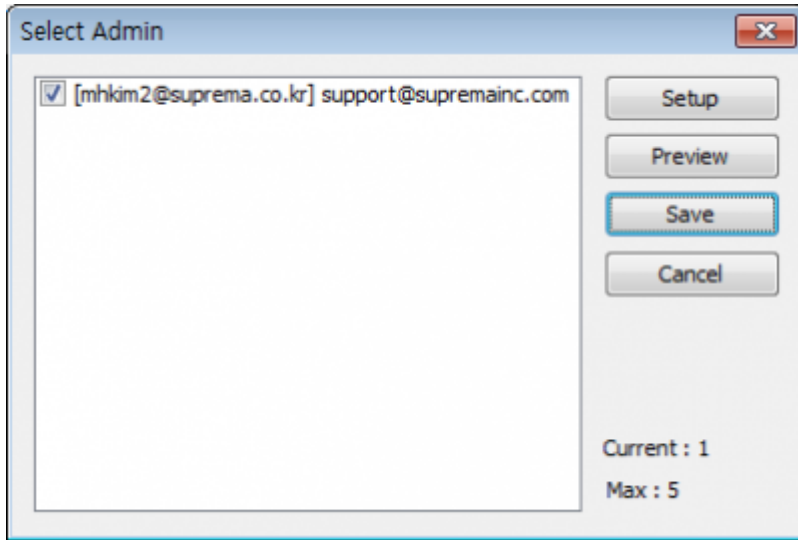 Select Admin
[mhkim2@suprema.co.kr] support@supremainc.com
Setup
Preview
Save
Cancel
Current : 1
Max : 5